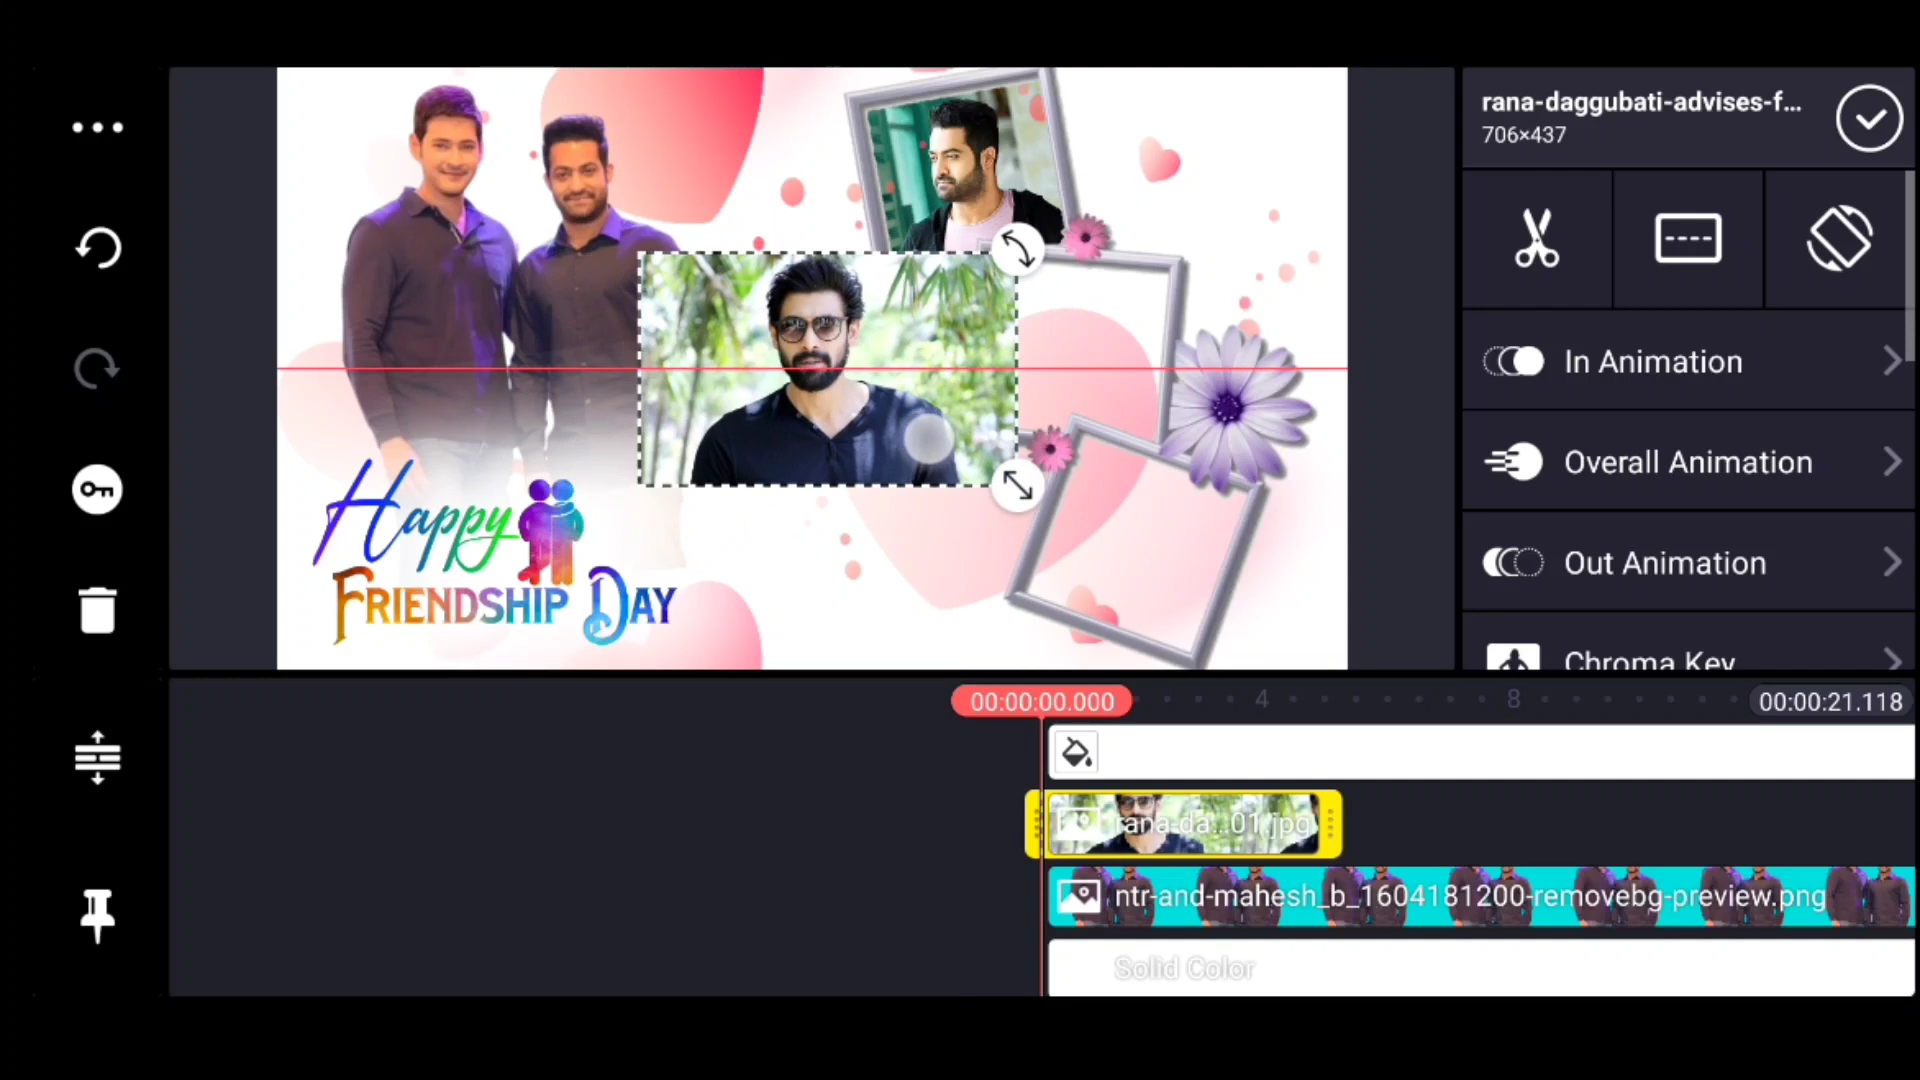 rana-daggubati-advises-f...
706×437
In Animation
Overall Animation
Out Animation
Chroma Key
Happy
FRIENDSHIP DAY
00:00:00.000
4
8
00:00:21.118
rana-da...01.jpg
ntr-and-mahesh_b_1604181200-removebg-preview.png
Solid Color